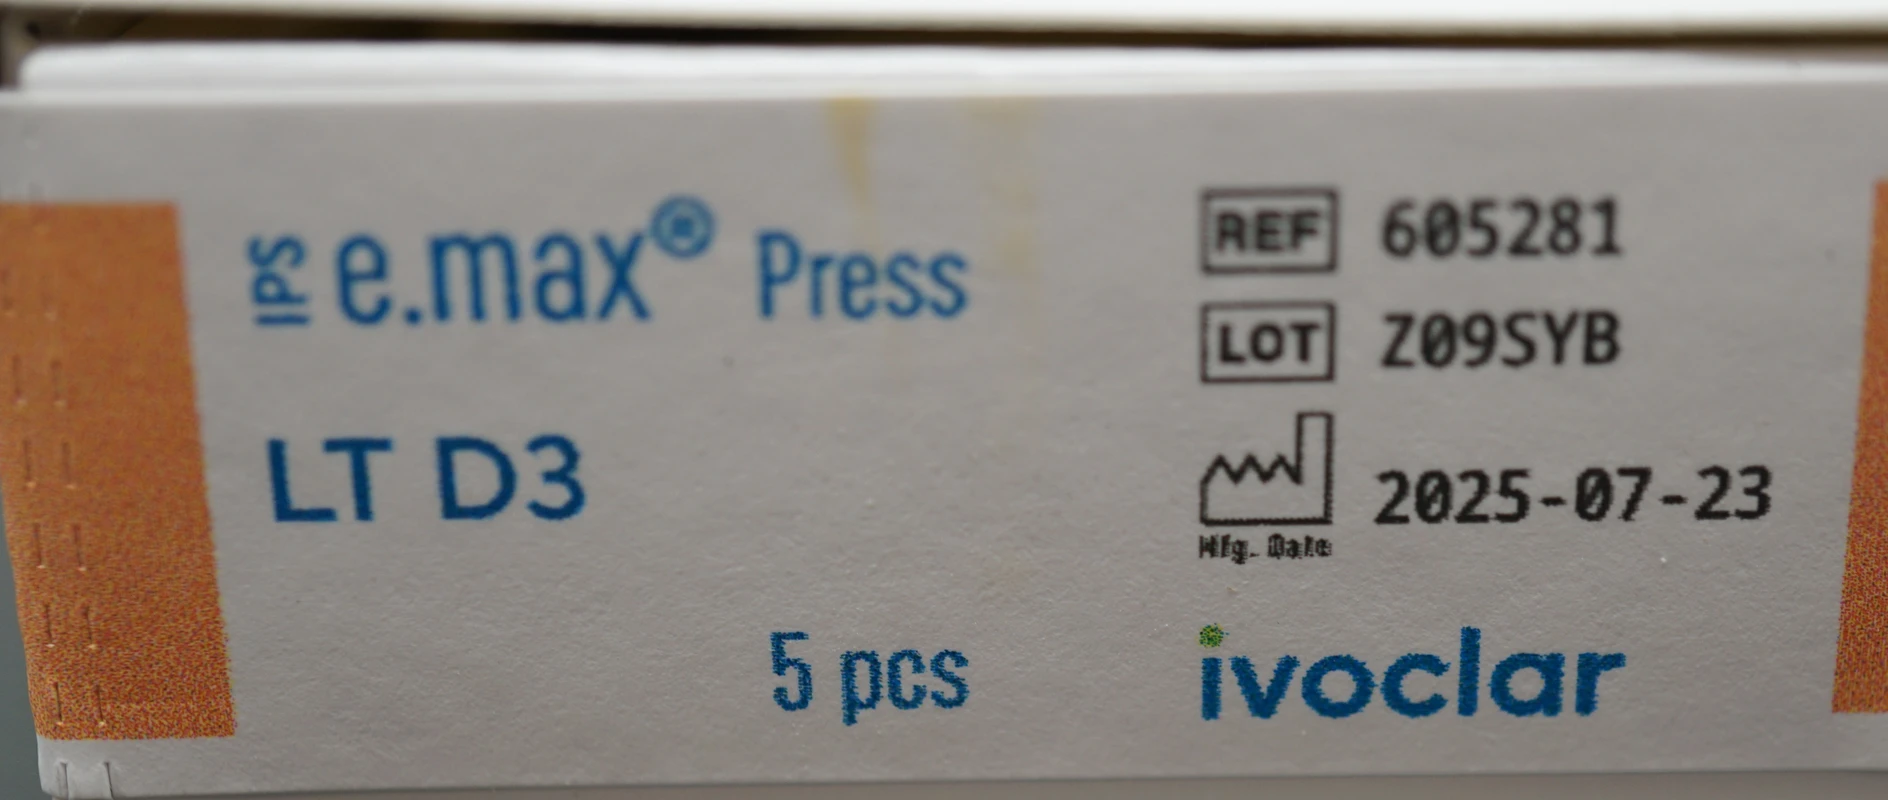 IPS e.max® Press
LT D3
5 pcs
REF 605281
LOT Z09SYB
2025-07-23
Mfg. Date
ivoclar